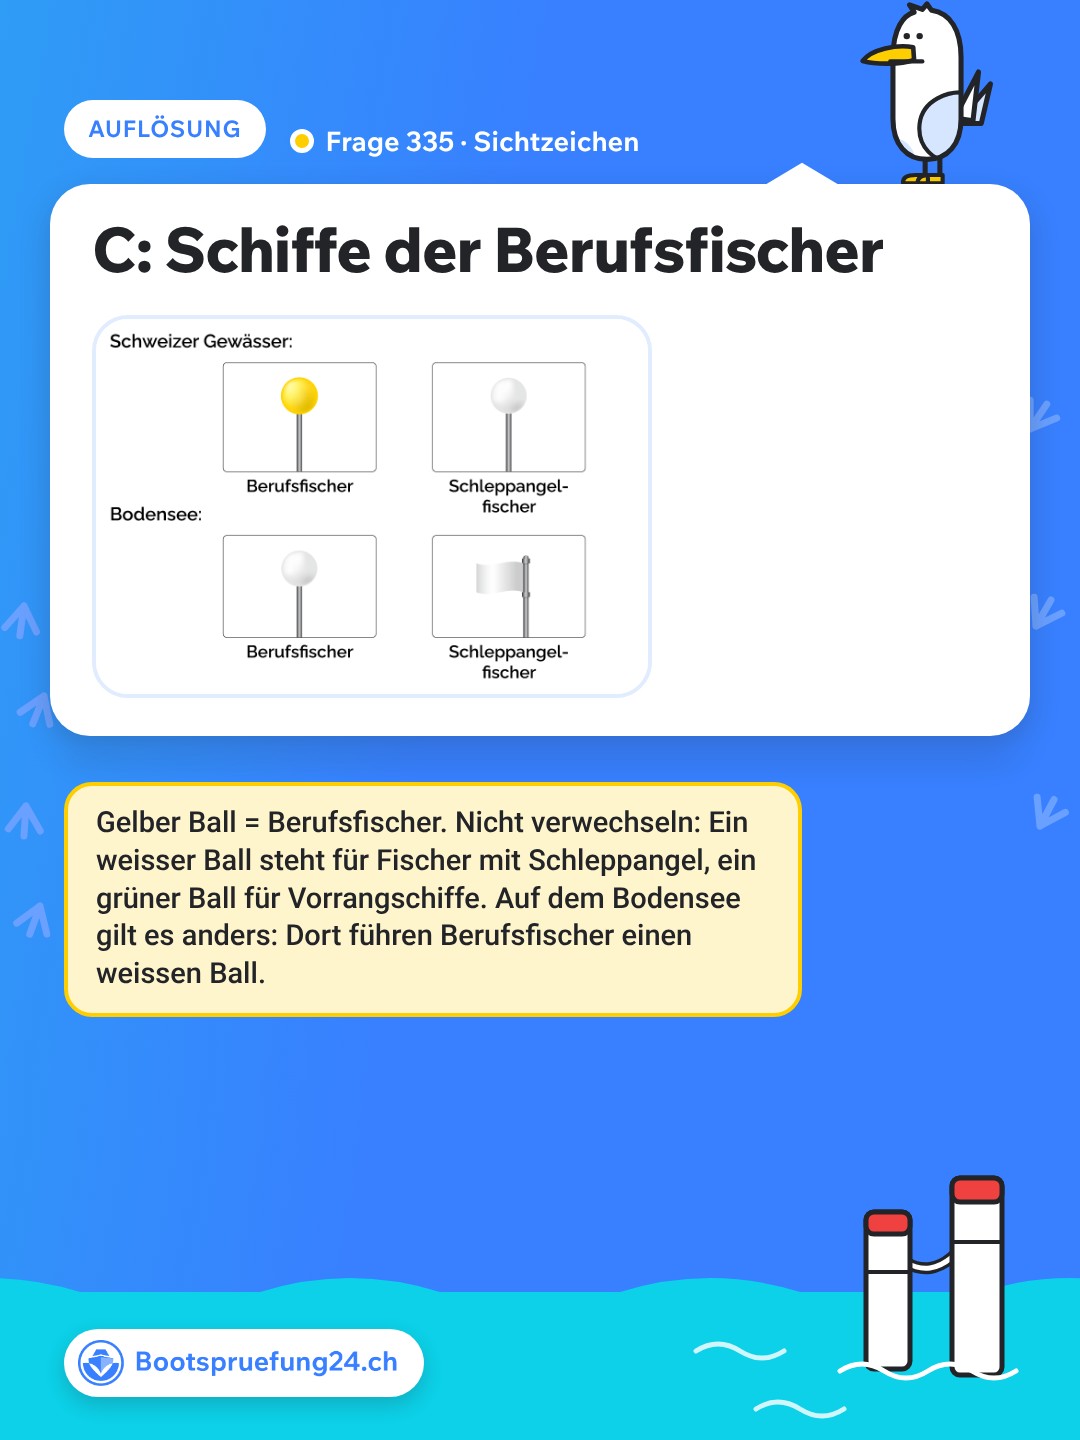 AUFLÖSUNG
Frage 335 · Sichtzeichen
C: Schiffe der Berufsfischer
Schweizer Gewässer:
Berufsfischer
Schleppangel-
fischer
Bodensee:
Berufsfischer
Schleppangel-
fischer
Gelber Ball = Berufsfischer. Nicht verwechseln: Ein
weisser Ball steht für Fischer mit Schleppangel, ein
grüner Ball für Vorrangschiffe. Auf dem Bodensee
gilt es anders: Dort führen Berufsfischer einen
weissen Ball.
Bootspruefung24.ch